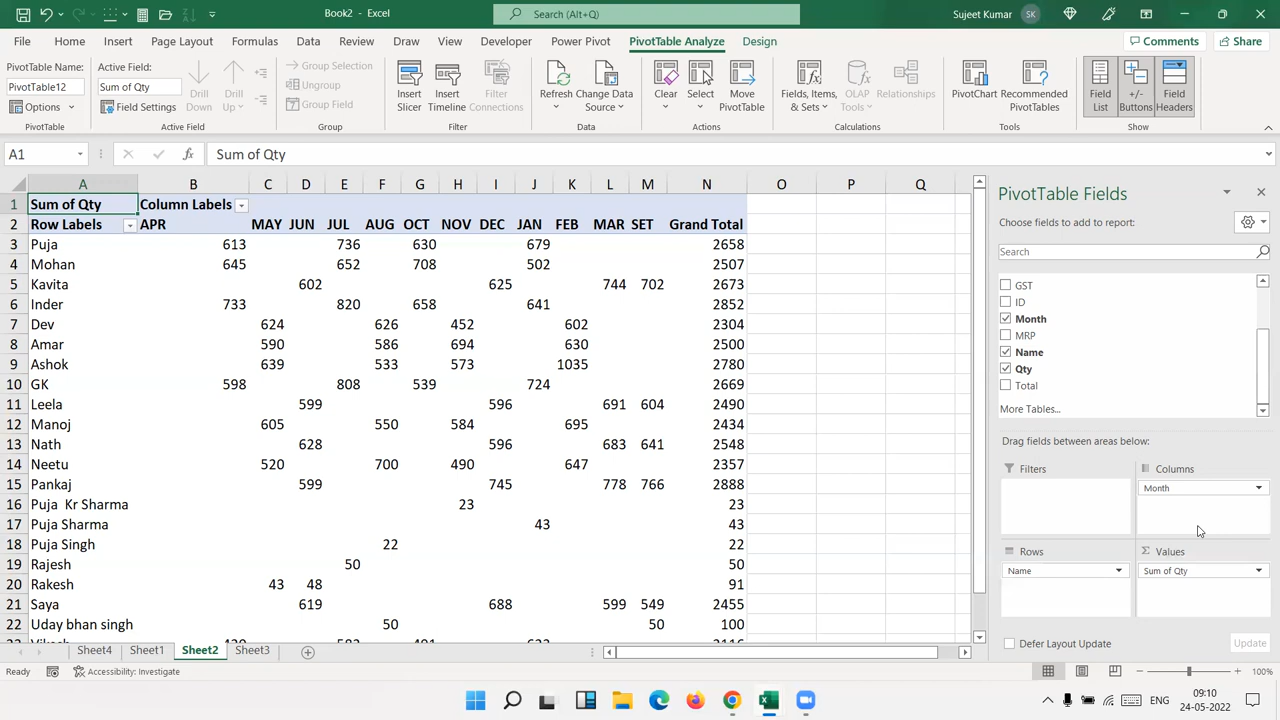 Book2 - Excel
Search (Alt+Q)
Sujeet Kumar
SK
File Home Insert Page Layout Formulas Data Review Draw View Developer Power Pivot PivotTable Analyze Design Comments Share
PivotTable Name:
PivotTable12
Options
PivotTable
Active Field:
Sum of Qty
Field Settings
Drill Down
Drill Up
Active Field
Group Selection
Ungroup
Group Field
Group
Insert Slicer
Insert Timeline
Filter Connections
Filter
Refresh
Change Data Source
Data
Clear
Select
Move PivotTable
Actions
Fields, Items, & Sets
OLAP Tools
Relationships
Calculations
PivotChart
Recommended PivotTables
Tools
Field List
+/- Buttons
Field Headers
Show
A1
fx
Sum of Qty
A B C D E F G H I J K L M N O P Q
1 Sum of Qty Column Labels
2 Row Labels APR MAY JUN JUL AUG OCT NOV DEC JAN FEB MAR SET Grand Total
3 Puja 613 736 630 679 2658
4 Mohan 645 652 708 502 2507
5 Kavita 602 625 744 702 2673
6 Inder 733 820 658 641 2852
7 Dev 624 626 452 602 2304
8 Amar 590 586 694 630 2500
9 Ashok 639 533 573 1035 2780
10 GK 598 808 539 724 2669
11 Leela 599 596 691 604 2490
12 Manoj 605 550 584 695 2434
13 Nath 628 596 683 641 2548
14 Neetu 520 700 490 647 2357
15 Pankaj 599 745 778 766 2888
16 Puja  Kr Sharma 23 23
17 Puja Sharma 43 43
18 Puja Singh 22 22
19 Rajesh 50 50
20 Rakesh 43 48 91
21 Saya 619 688 599 549 2455
22 Uday bhan singh 50 50 100
PivotTable Fields
Choose fields to add to report:
Search
GST
ID
Month
MRP
Name
Qty
Total
More Tables...
Drag fields between areas below:
Filters
Columns
Month
Rows
Name
Values
Sum of Qty
Defer Layout Update
Update
Sheet4 Sheet1 Sheet2 Sheet3
Ready
Accessibility: Investigate
100%
ENG
09:10
24-05-2022